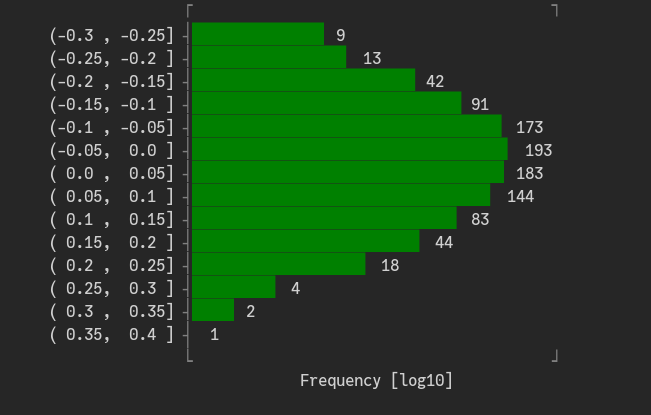 (-0.3 , -0.25] 9
(-0.25, -0.2 ] 13
(-0.2 , -0.15] 42
(-0.15, -0.1 ] 91
(-0.1 , -0.05] 173
(-0.05,  0.0 ] 193
( 0.0 ,  0.05] 183
( 0.05,  0.1 ] 144
( 0.1 ,  0.15] 83
( 0.15,  0.2 ] 44
( 0.2 ,  0.25] 18
( 0.25,  0.3 ] 4
( 0.3 ,  0.35] 2
( 0.35,  0.4 ] 1
Frequency [log10]